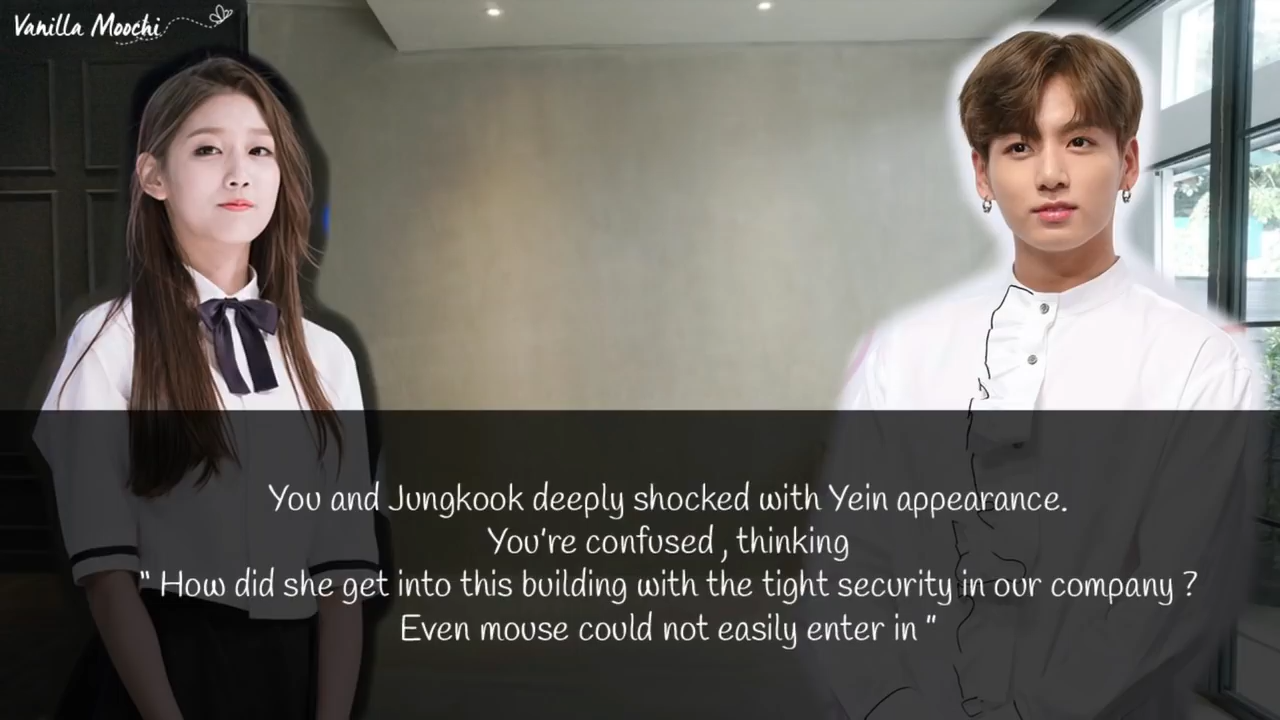 Vanilla Moochi
You and Jungkook deeply shocked with Yein appearance.
You're confused , thinking
" How did she get into this building with the tight security in our company ?
Even mouse could not easily enter in "